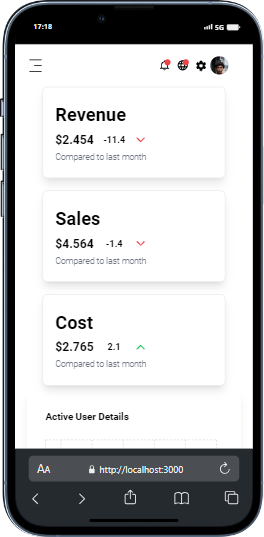 17:18
5G
Revenue
$2.454 -11.4
Compared to last month
Sales
$4.564 -1.4
Compared to last month
Cost
$2.765 2.1
Compared to last month
Active User Details
AA http://localhost:3000